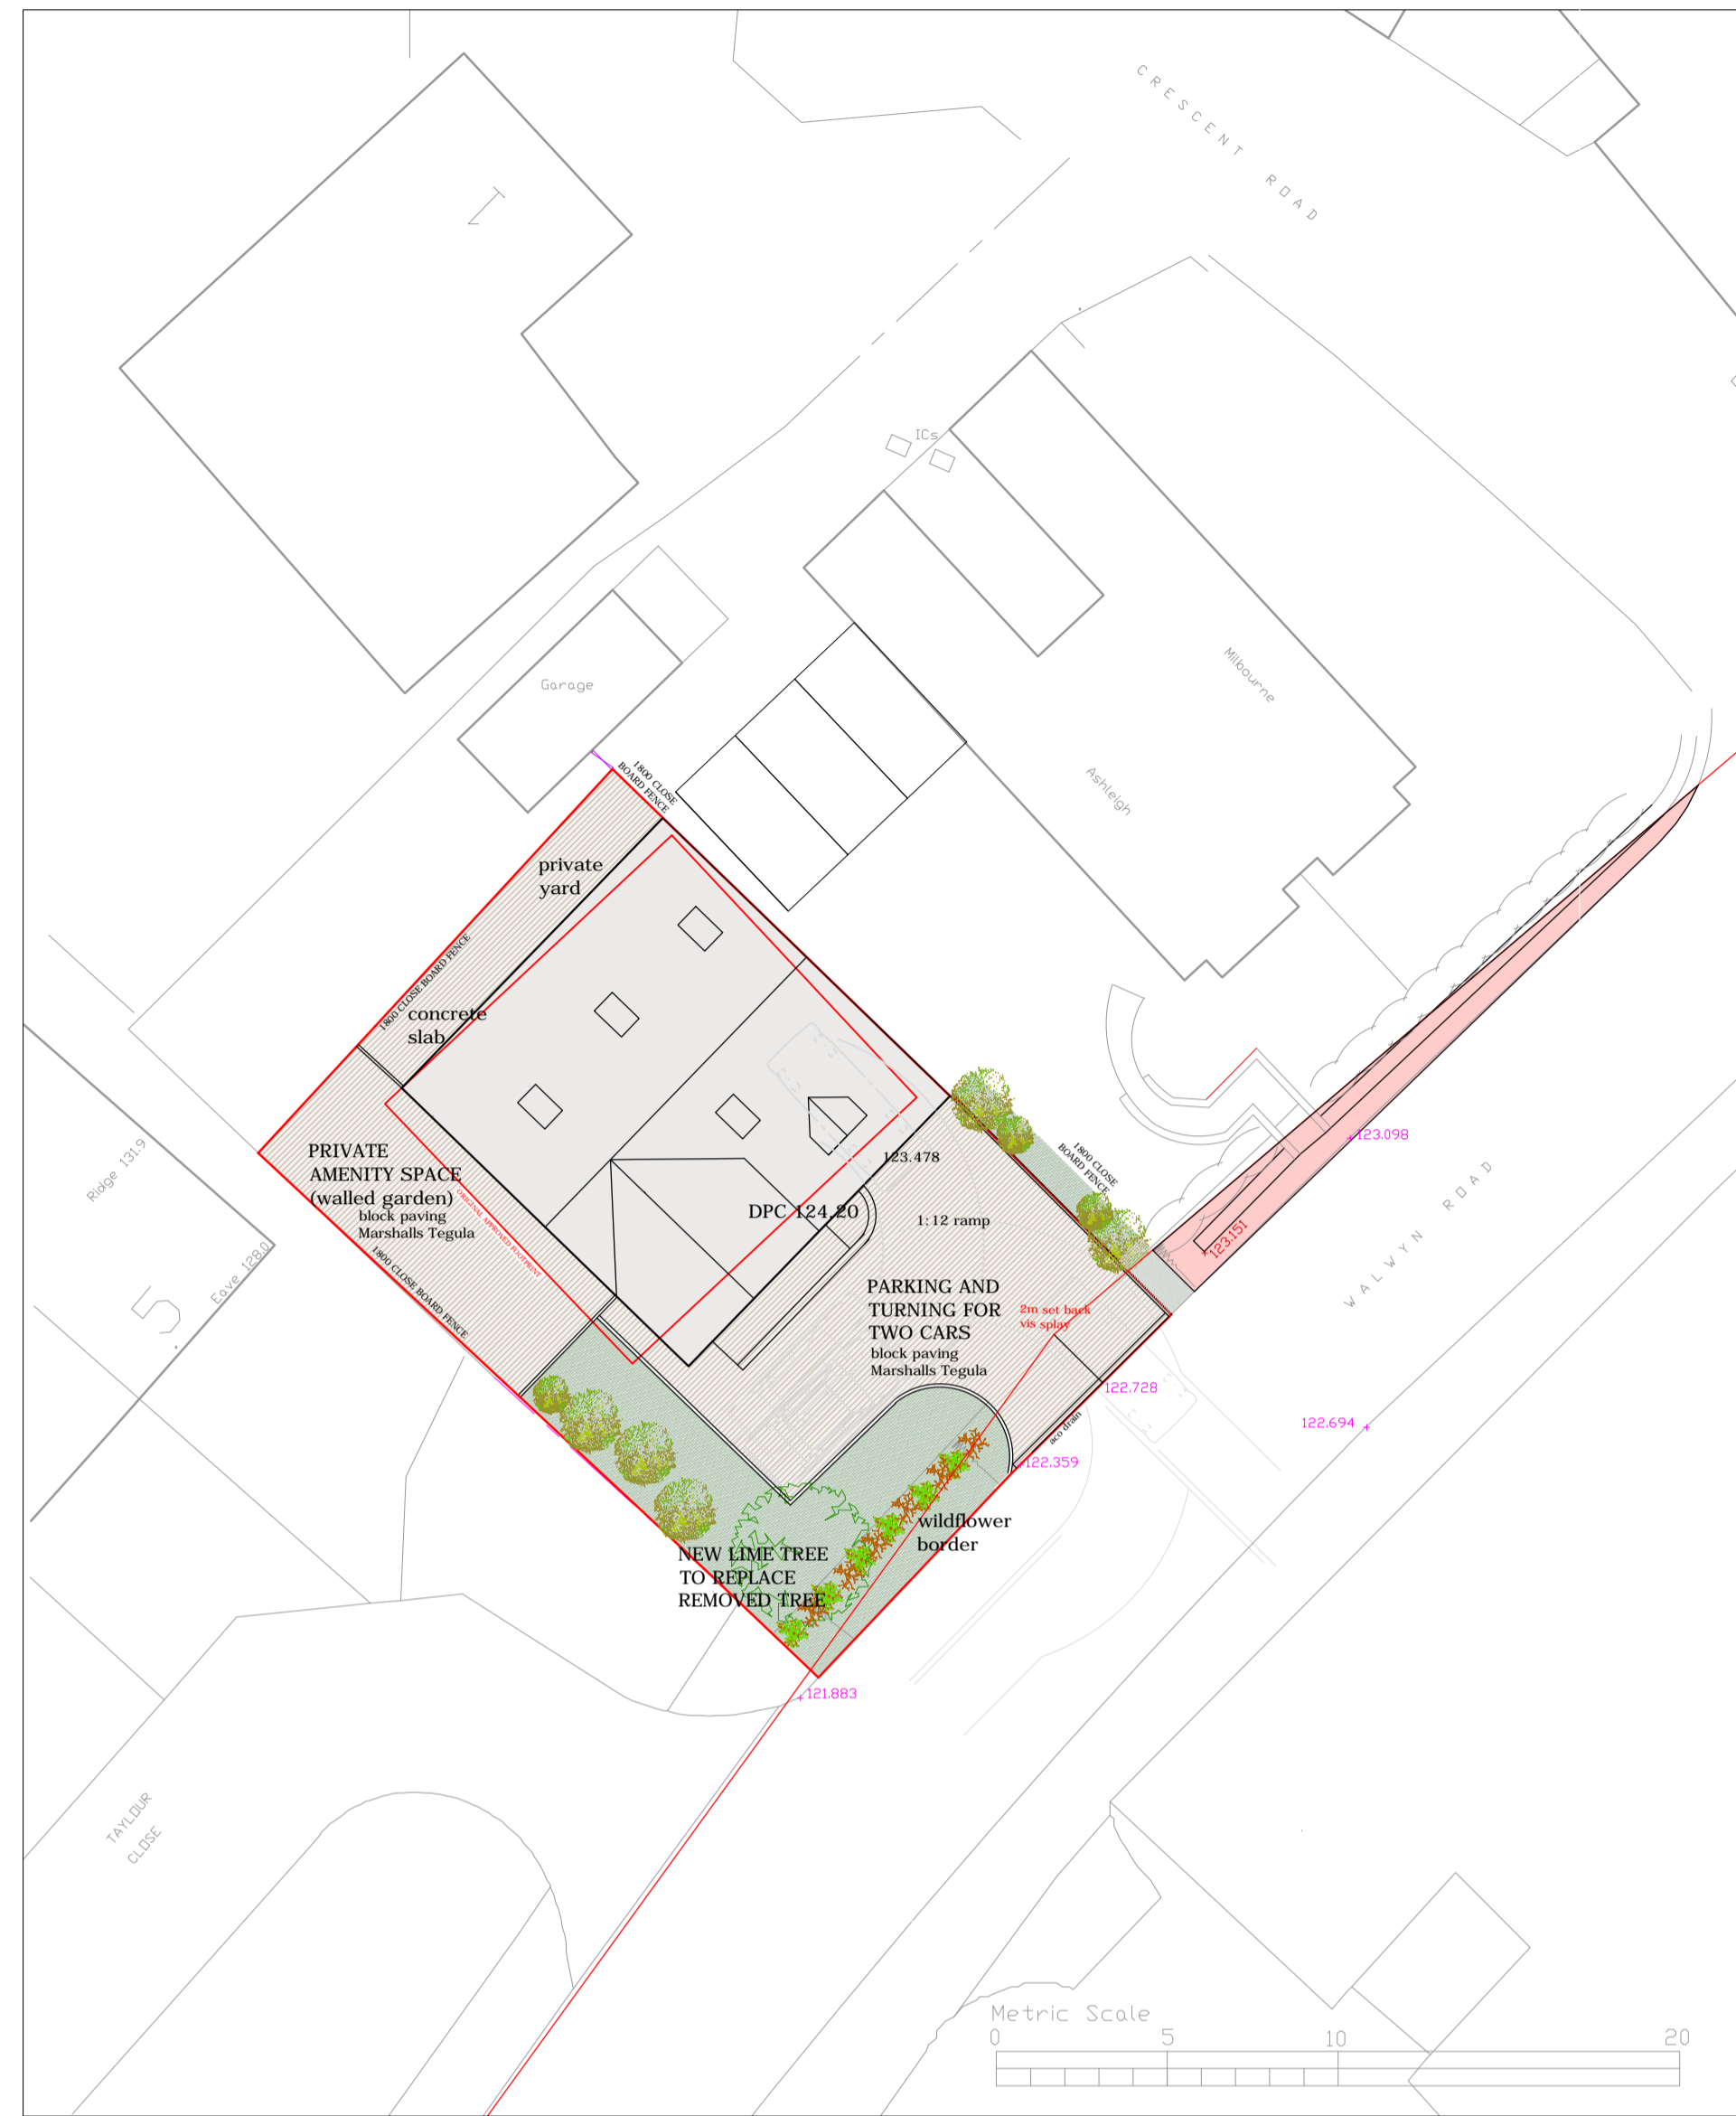 CRESCENT ROAD
7
ICs
Garage
Milbourne
Ashleigh
1800 CLOSE
BOARD FENCE
private
yard
1800 CLOSE BOARD FENCE
concrete
slab
Ridge 131.9
Eave 128.0
5
PRIVATE
AMENITY SPACE
(walled garden)
block paving
Marshalls Tegula
ORIGINAL APPROVED FOOTPRINT
1800 CLOSE BOARD FENCE
123.478
DPC 124.20
1:12 ramp
1800 CLOSE
BOARD FENCE
123.098
123.151
WALWYN ROAD
PARKING AND
TURNING FOR
TWO CARS
block paving
Marshalls Tegula
2m set back
vis splay
122.728
122.694
aco drain
122.359
wildflower
border
NEW LIME TREE
TO REPLACE
REMOVED TREE
121.883
TAYLOUR
CLOSE
Metric Scale
0 5 10 20